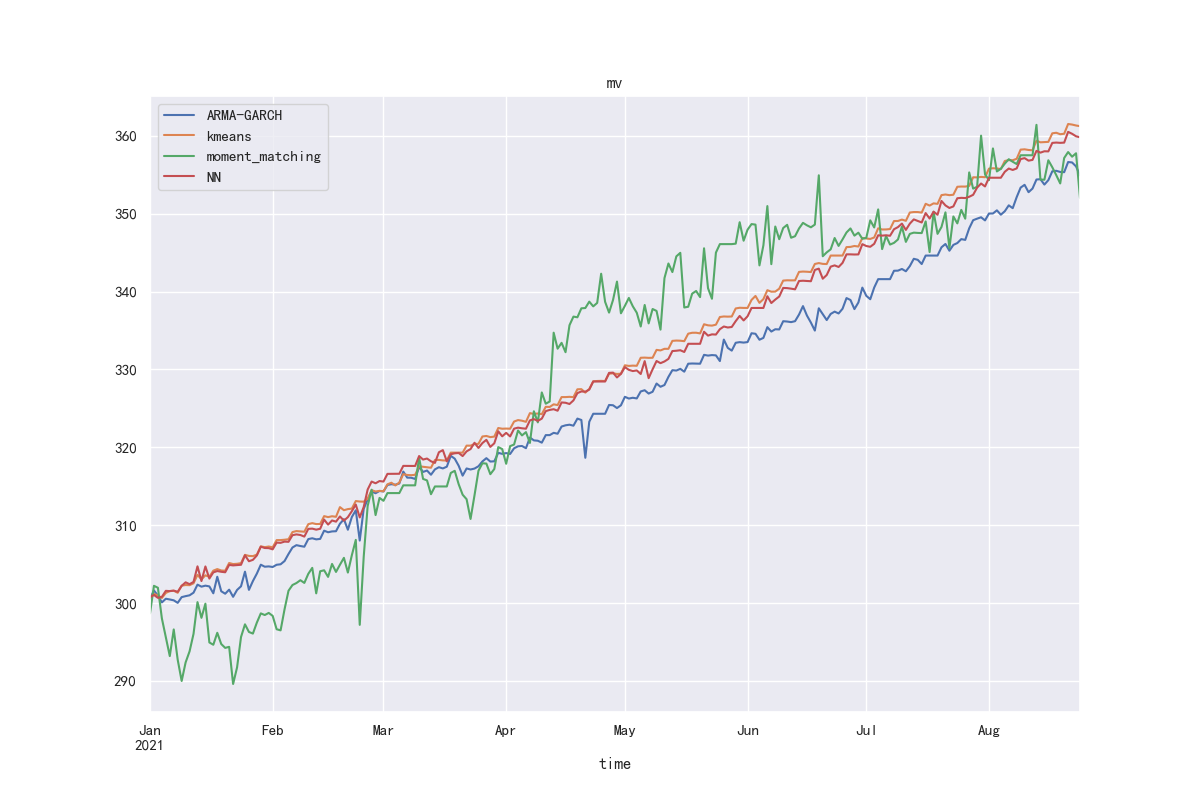 mv
ARMA-GARCH
kmeans
moment_matching
NN
360
350
340
330
320
310
300
290
Jan
2021
Feb
Mar
Apr
May
Jun
Jul
Aug
time